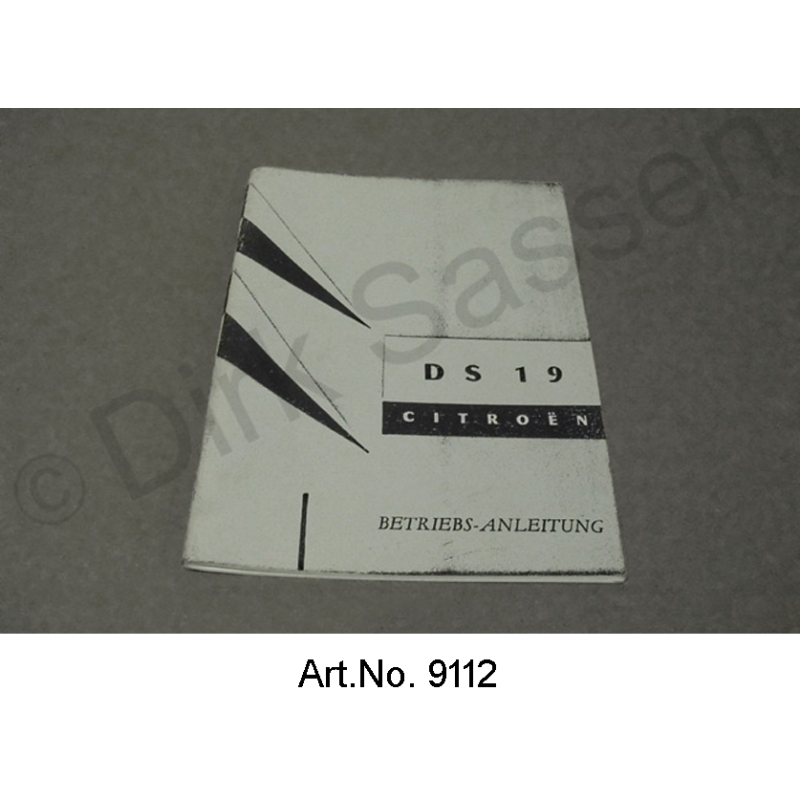 © Dirk Sassen
DS 19
CITROËN
BETRIEBS-ANLEITUNG
Art.No. 9112